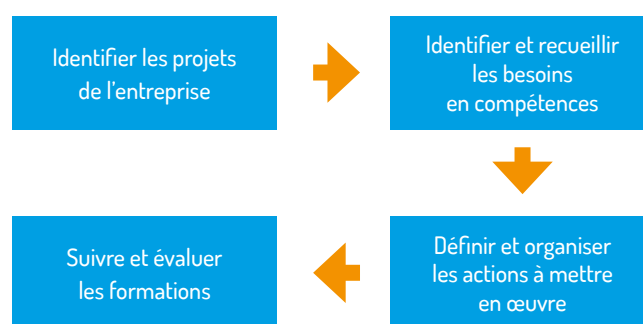 Identifier les projets
de l’entreprise
Identifier et recueillir
les besoins
en compétences
Définir et organiser
les actions à mettre
en œuvre
Suivre et évaluer
les formations